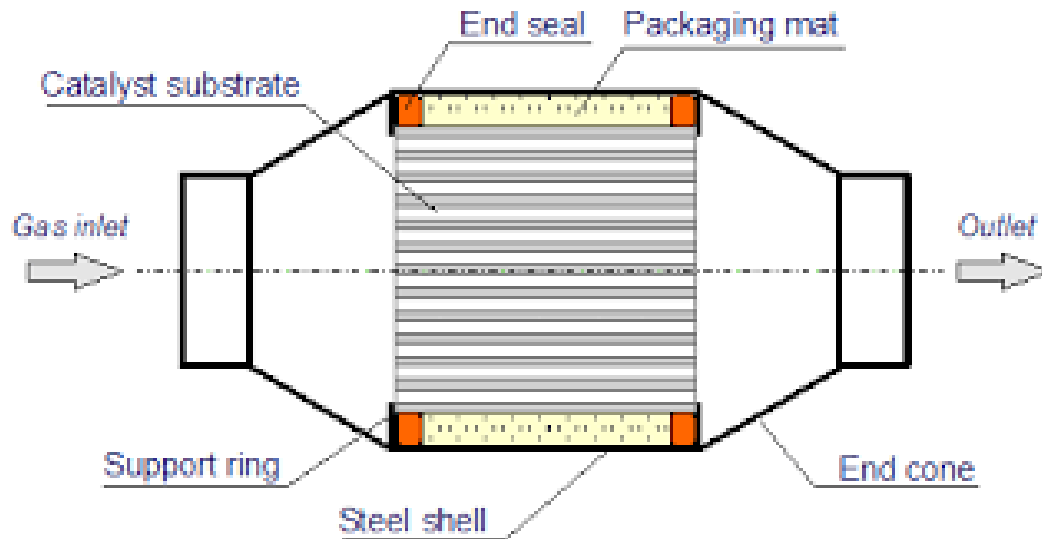 End seal
Packaging mat
Catalyst substrate
Gas inlet
Outlet
Support ring
End cone
Steel shell